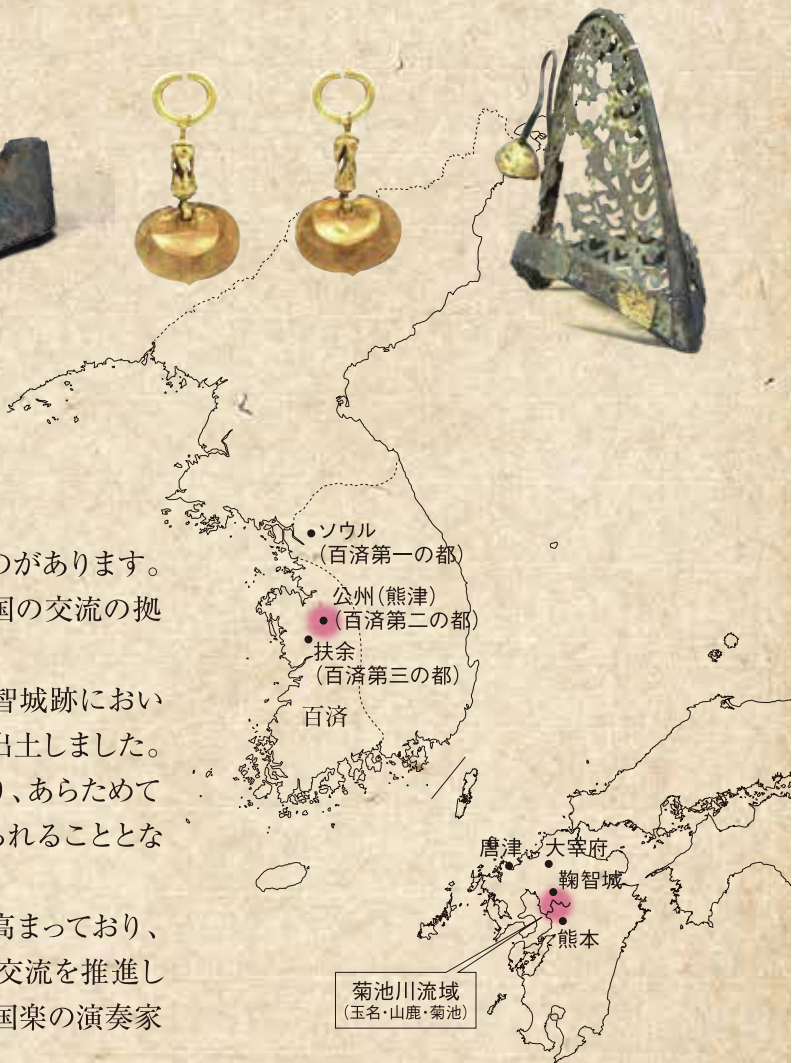 ソウル
(百済第一の都)
公州(熊津)
(百済第二の都)
扶余
(百済第三の都)
百済
唐津
大宰府
鞠智城
熊本
菊池川流域
(玉名・山鹿・菊池)
のがあります。
国の交流の拠
智城跡におい
出土しました。
り、あらためて
られることとな
高まっており、
交流を推進し
国楽の演奏家